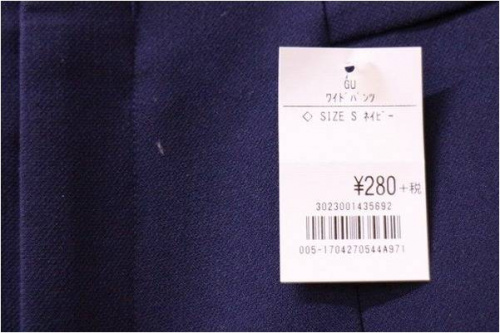 GU
ﾜｲﾄﾞﾊﾟﾝﾂ
◇ SIZE S ﾈｲﾋﾞｰ
¥280+税
3023001435692
005-1704270544A971